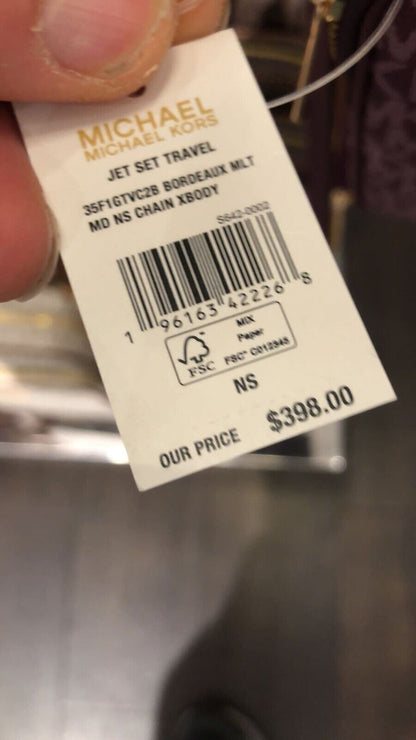 MICHAEL
MICHAEL KORS
JET SET TRAVEL
35F1GTVC2B BORDEAUX MLT
MD NS CHAIN XBODY
S642-0002
1 96163 42226 8
FSC
MIX
Paper
FSC® C012945
NS
OUR PRICE $398.00